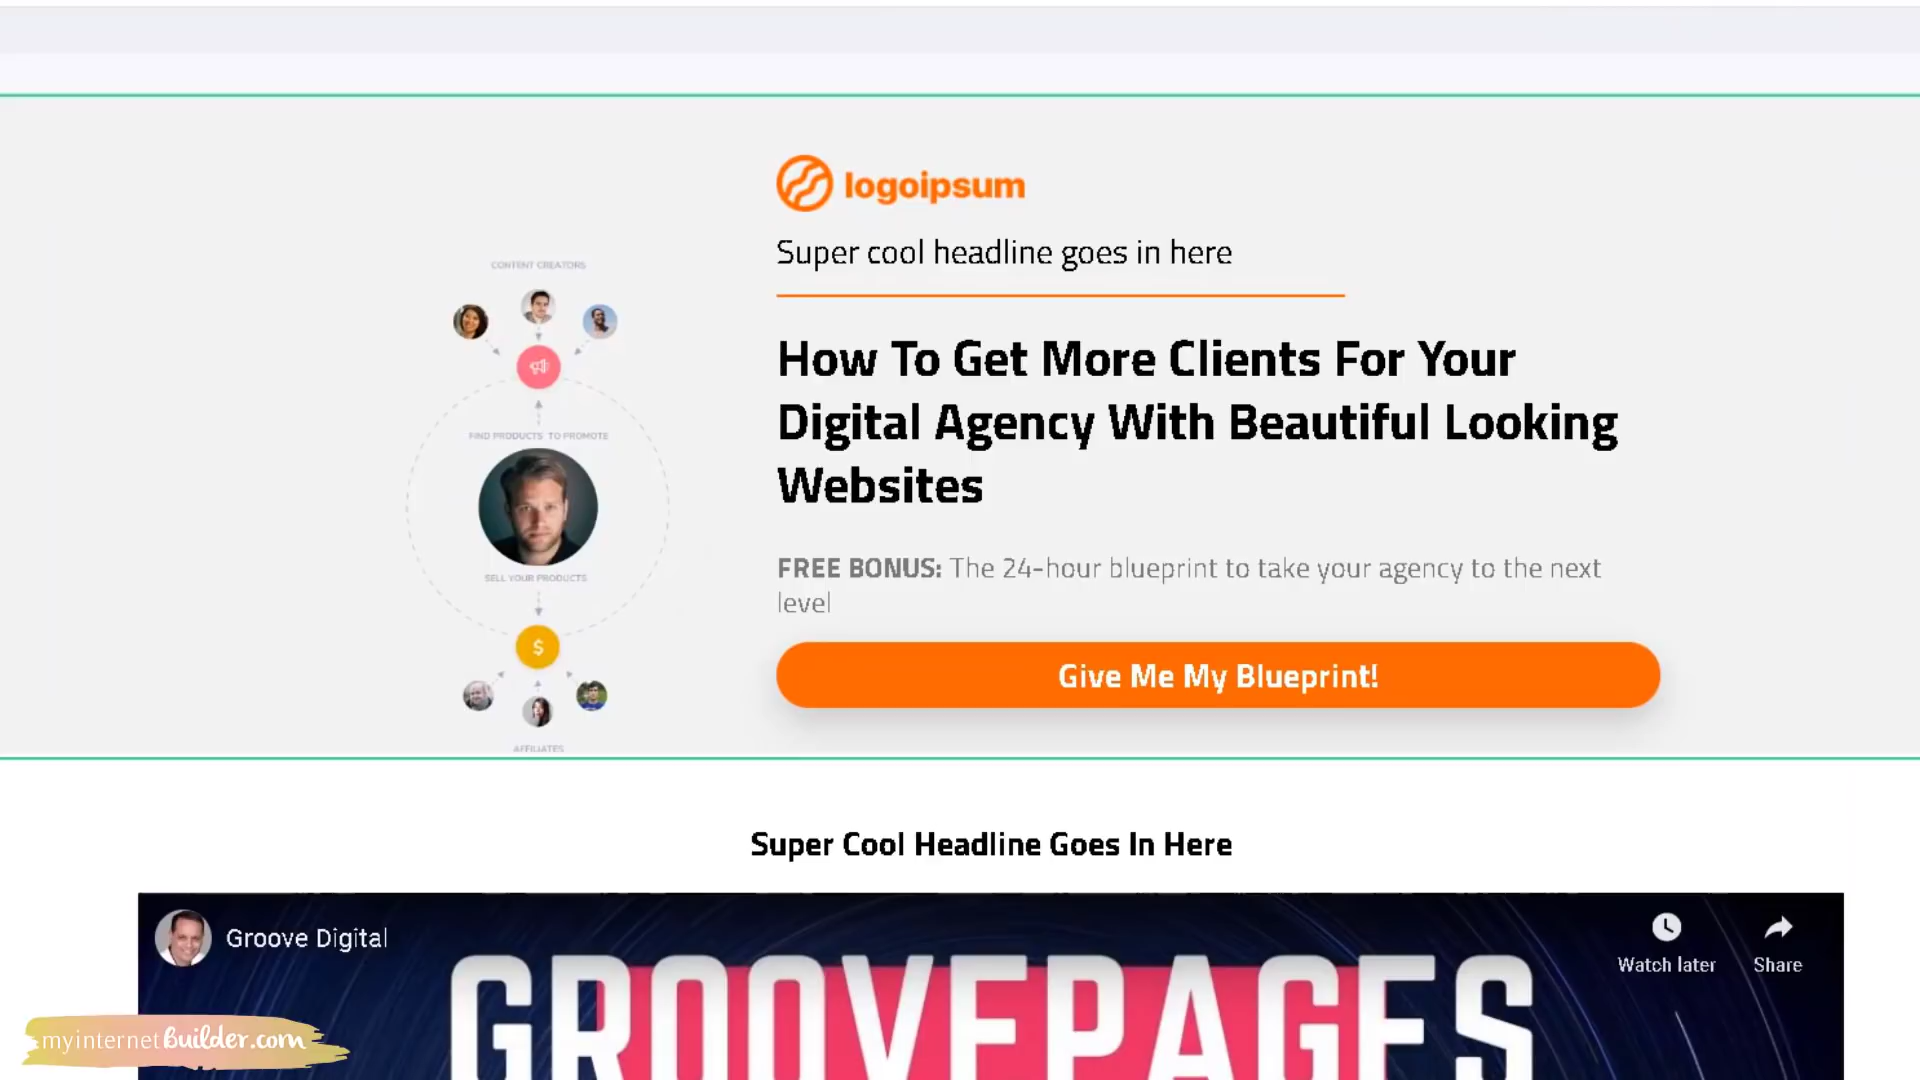 logoipsum
Super cool headline goes in here
CONTENT CREATORS
How To Get More Clients For Your
Digital Agency With Beautiful Looking
Websites
FIND PRODUCTS TO PROMOTE
SELL YOUR PRODUCTS
FREE BONUS: The 24-hour blueprint to take your agency to the next
level
$
Give Me My Blueprint!
AFFILIATES
Super Cool Headline Goes In Here
Groove Digital
Watch later
Share
GROOVEPAGES
myinternetBuilder.com